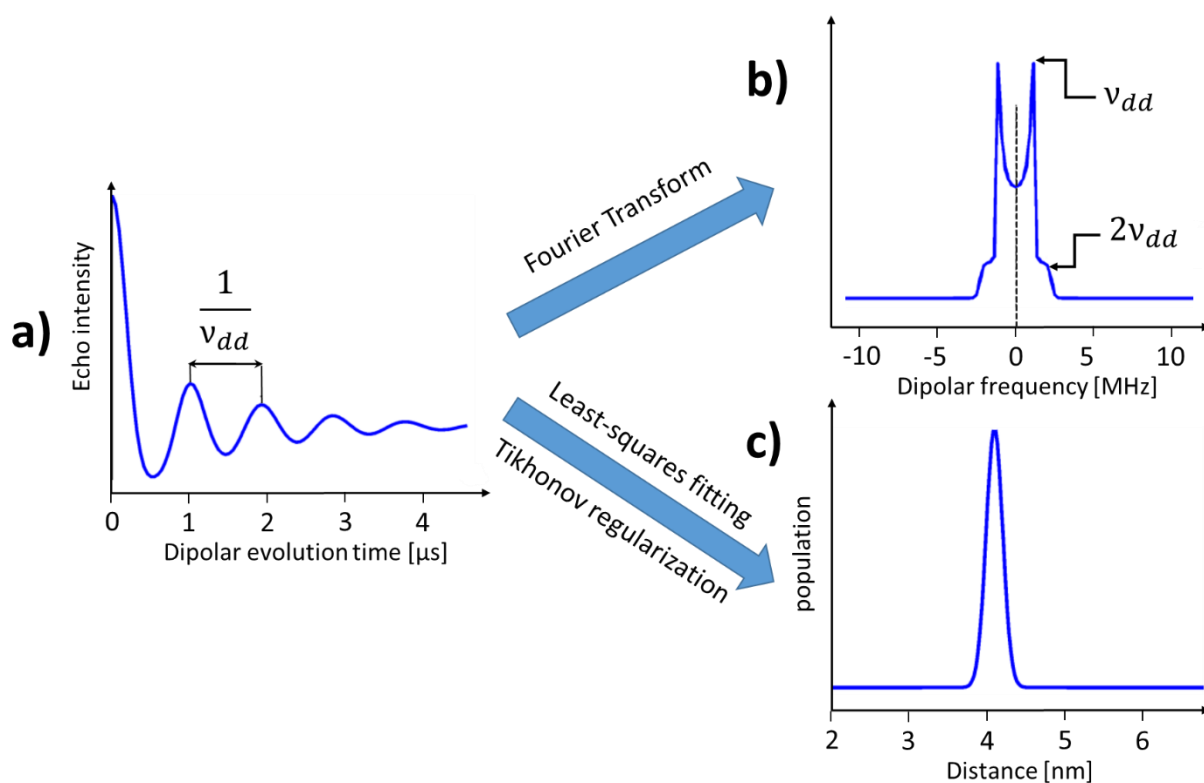 a)
Echo intensity
1
ν_dd
0 1 2 3 4
Dipolar evolution time [µs]
Fourier Transform
Least-squares fitting
Tikhonov regularization
b)
ν_dd
2ν_dd
-10 -5 0 5 10
Dipolar frequency [MHz]
c)
population
2 3 4 5 6
Distance [nm]